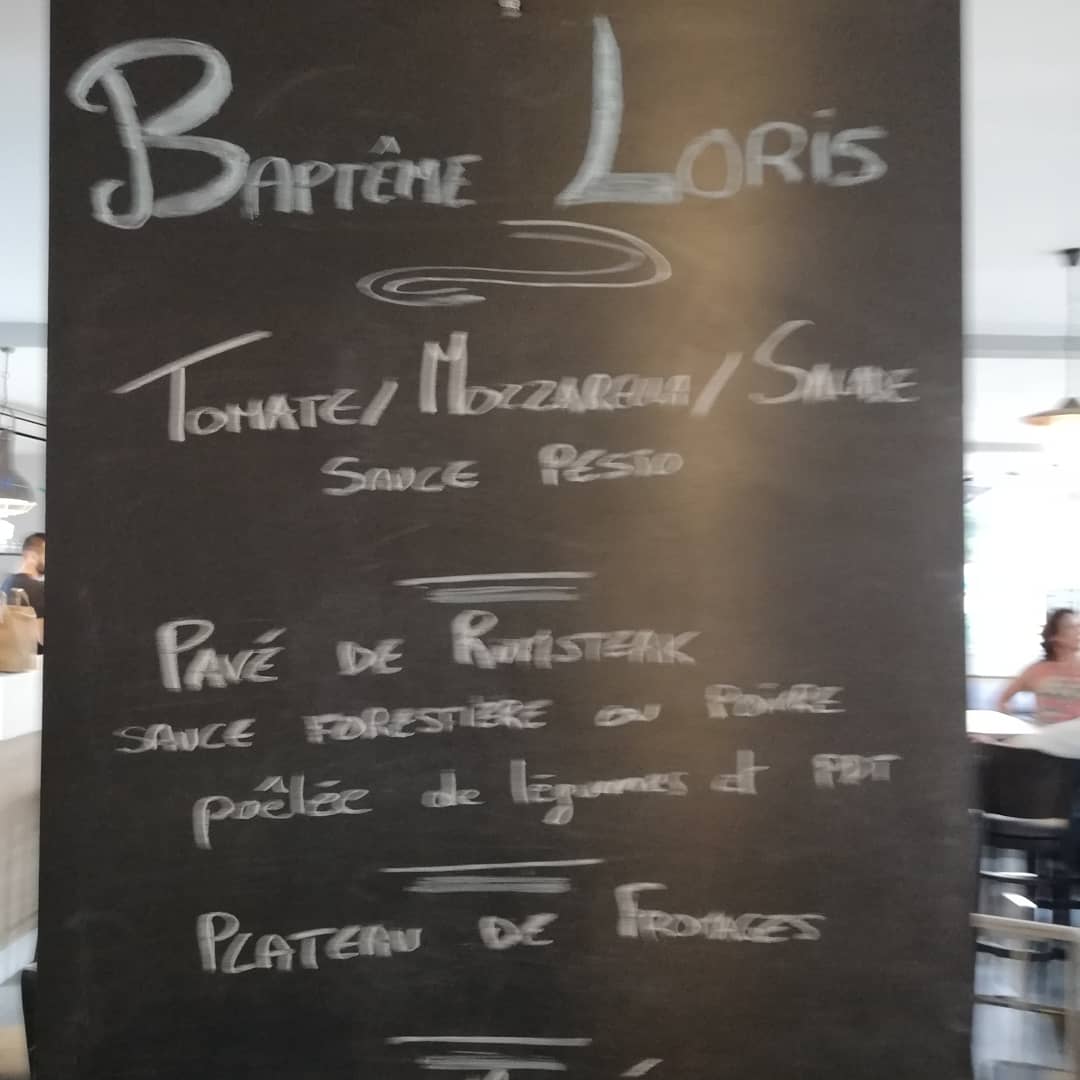 BAPTÊME LORIS
TOMATE/ MOZZARELLA/ SALADE
SAUCE PESTO
PAVÉ DE RUMSTEAK
SAUCE FORESTIÈRE OU POIVRE
poêlée de légumes et PDT
PLATEAU DE FROMAGES